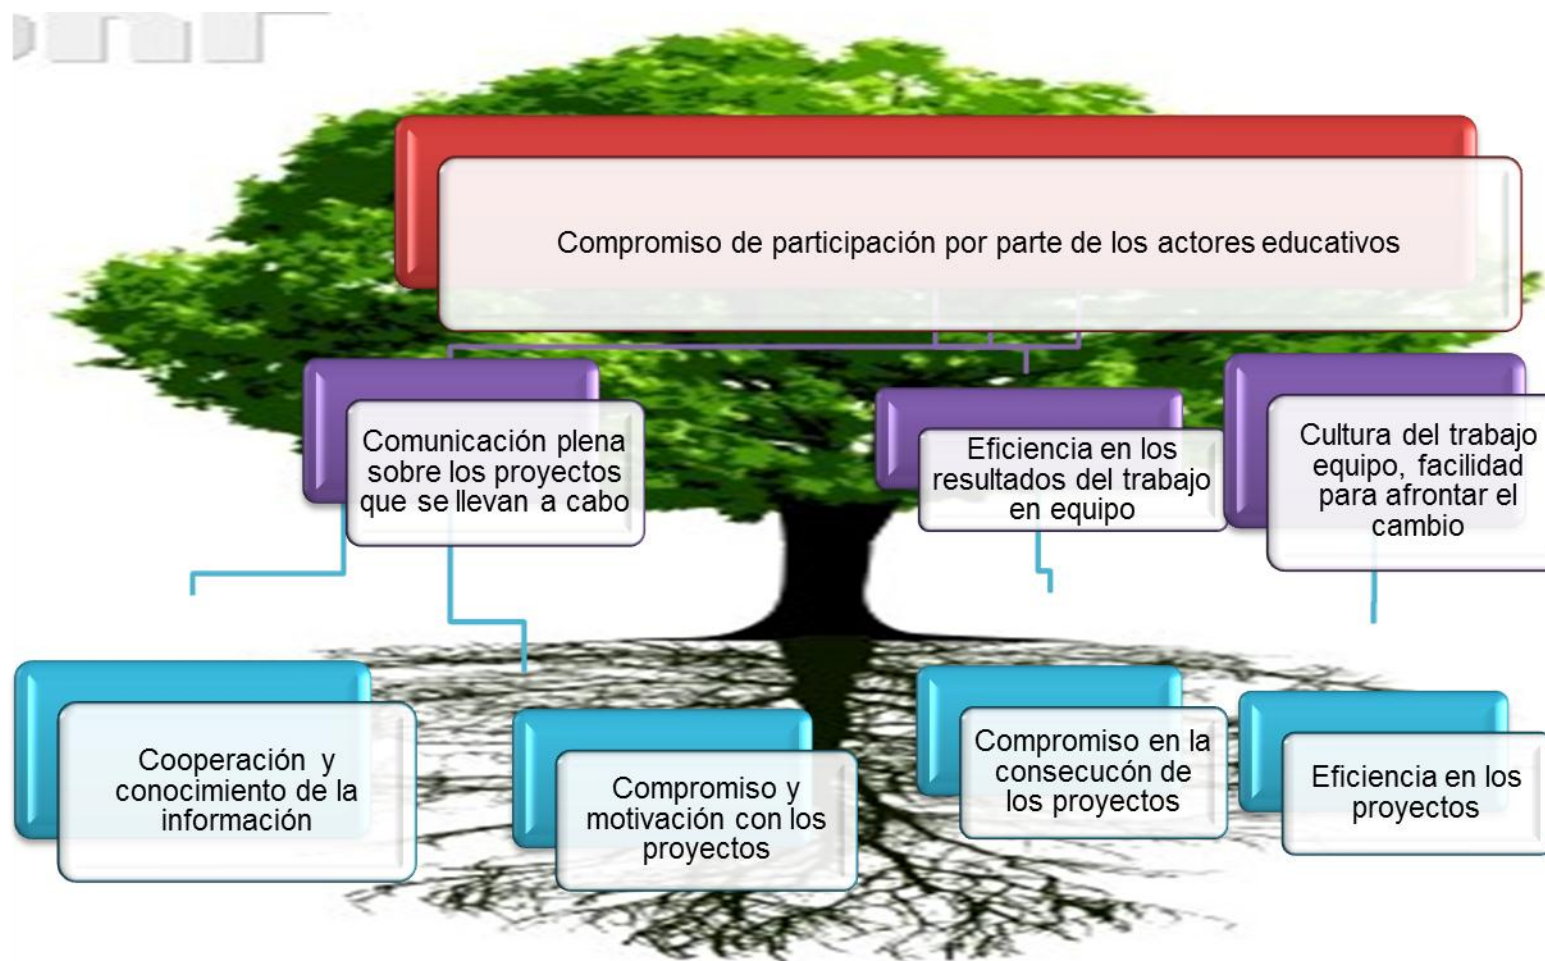 Compromiso de participación por parte de los actores educativos
Comunicación plena
sobre los proyectos
que se llevan a cabo
Eficiencia en los
resultados del trabajo
en equipo
Cultura del trabajo
equipo, facilidad
para afrontar el
cambio
Cooperación y
conocimiento de la
información
Compromiso y
motivación con los
proyectos
Compromiso en la
consecucón de
los proyectos
Eficiencia en los
proyectos